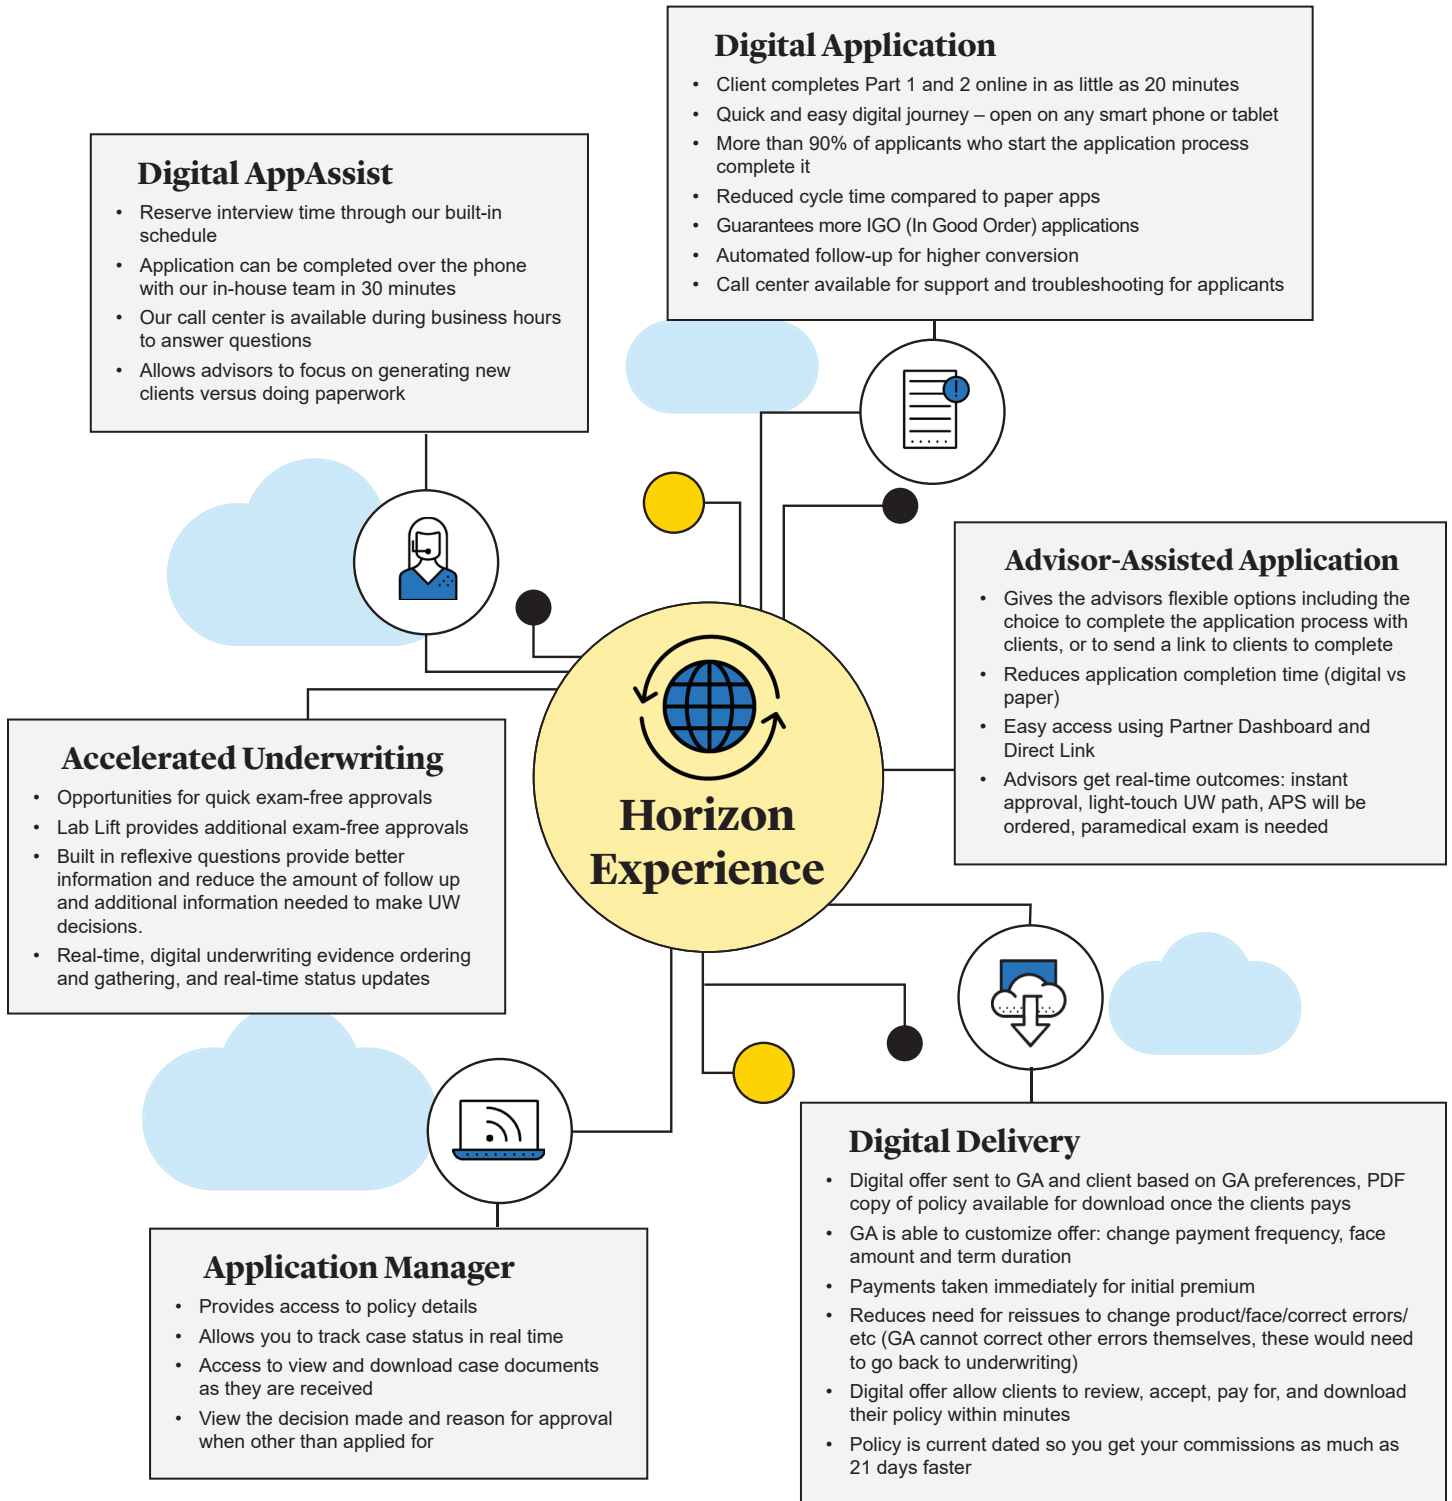 Digital Application
• Client completes Part 1 and 2 online in as little as 20 minutes
• Quick and easy digital journey – open on any smart phone or tablet
• More than 90% of applicants who start the application process
complete it
• Reduced cycle time compared to paper apps
• Guarantees more IGO (In Good Order) applications
• Automated follow-up for higher conversion
• Call center available for support and troubleshooting for applicants
Digital AppAssist
• Reserve interview time through our built-in
schedule
• Application can be completed over the phone
with our in-house team in 30 minutes
• Our call center is available during business hours
to answer questions
• Allows advisors to focus on generating new
clients versus doing paperwork
Advisor-Assisted Application
• Gives the advisors flexible options including the
choice to complete the application process with
clients, or to send a link to clients to complete
• Reduces application completion time (digital vs
paper)
• Easy access using Partner Dashboard and
Direct Link
• Advisors get real-time outcomes: instant
approval, light-touch UW path, APS will be
ordered, paramedical exam is needed
Horizon
Experience
Accelerated Underwriting
• Opportunities for quick exam-free approvals
• Lab Lift provides additional exam-free approvals
• Built in reflexive questions provide better
information and reduce the amount of follow up
and additional information needed to make UW
decisions.
• Real-time, digital underwriting evidence ordering
and gathering, and real-time status updates
Application Manager
• Provides access to policy details
• Allows you to track case status in real time
• Access to view and download case documents
as they are received
• View the decision made and reason for approval
when other than applied for
Digital Delivery
• Digital offer sent to GA and client based on GA preferences, PDF
copy of policy available for download once the clients pays
• GA is able to customize offer: change payment frequency, face
amount and term duration
• Payments taken immediately for initial premium
• Reduces need for reissues to change product/face/correct errors/
etc (GA cannot correct other errors themselves, these would need
to go back to underwriting)
• Digital offer allow clients to review, accept, pay for, and download
their policy within minutes
• Policy is current dated so you get your commissions as much as
21 days faster